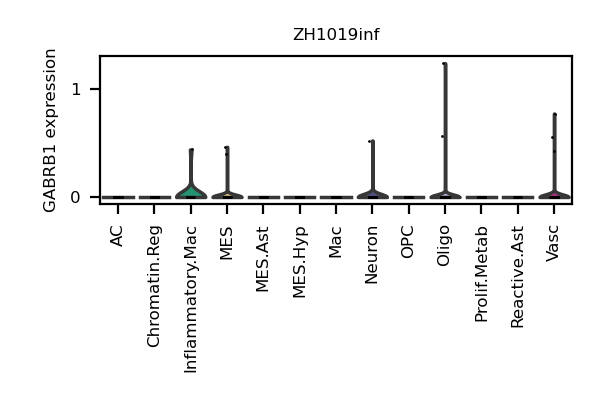 ZH1019inf
GABRB1 expression
1
0
AC
Chromatin.Reg
Inflammatory.Mac
MES
MES.Ast
MES.Hyp
Mac
Neuron
OPC
Oligo
Prolif.Metab
Reactive.Ast
Vasc